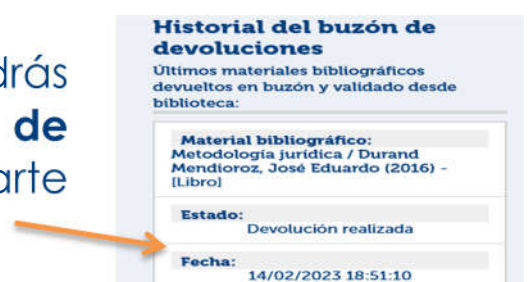 drás
de
arte
Historial del buzón de
devoluciones
Últimos materiales bibliográficos
devueltos en buzón y validado desde
biblioteca:
Material bibliográfico:
Metodología jurídica / Durand
Mendioroz, José Eduardo (2016) -
[Libro]
Estado:
Devolución realizada
Fecha:
14/02/2023 18:51:10